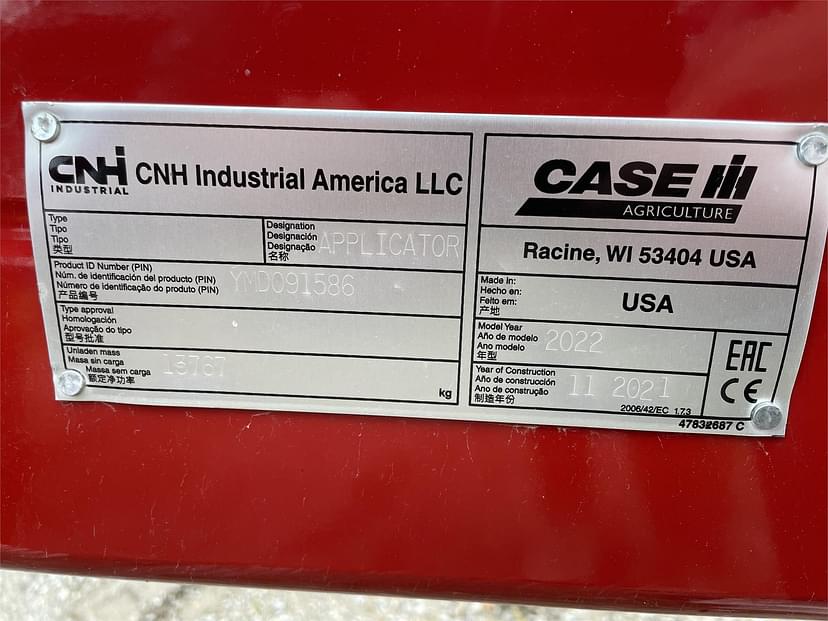 CNH
INDUSTRIAL
CNH Industrial America LLC
Type
Tipo
Tipo
类型
Designation
Designación
Designação
名称
APPLICATOR
Product ID Number (PIN)
Núm. de identificación del producto (PIN)
Número de identificação do produto (PIN)
产品编号
YMD091586
Type approval
Homologación
Aprovação do tipo
型号批准
Unladen mass
Masa sin carga
Massa sem carga
额定净功率
13767
kg
CASE IH
AGRICULTURE
Racine, WI 53404 USA
Made in:
Hecho en:
Feito em:
产地
USA
Model Year
Año de modelo
Ano modelo
年型
2022
Year of Construction
Año de construcción
Ano de construção
制造年份
11 2021
2006/42/EC 1.7.3
EAC
CE
47832687 C